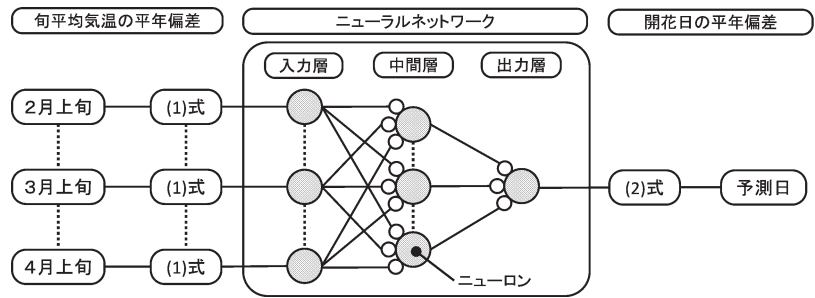 旬平均気温の平年偏差
ニューラルネットワーク
開花日の平年偏差
入力層
中間層
出力層
2月上旬
(1)式
3月上旬
(1)式
(2)式
予測日
4月上旬
(1)式
ニューロン